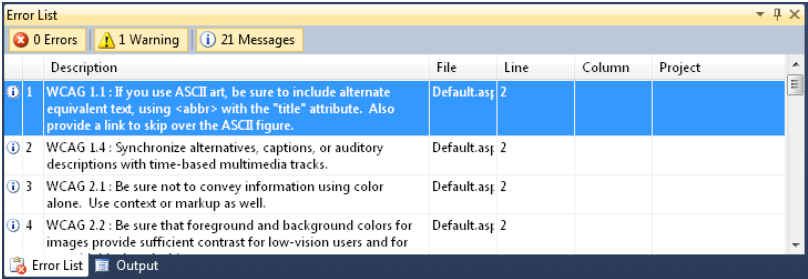 Error List
0 Errors 1 Warning 21 Messages
Description File Line Column Project
1 WCAG 1.1 : If you use ASCII art, be sure to include alternate Default.asp 2
equivalent text, using <abbr> with the "title" attribute. Also
provide a link to skip over the ASCII figure.
2 WCAG 1.4 : Synchronize alternatives, captions, or auditory Default.asp 2
descriptions with time-based multimedia tracks.
3 WCAG 2.1 : Be sure not to convey information using color Default.asp 2
alone. Use context or markup as well.
4 WCAG 2.2 : Be sure that foreground and background colors for Default.asp 2
images provide sufficient contrast for low-vision users and for
Error List Output